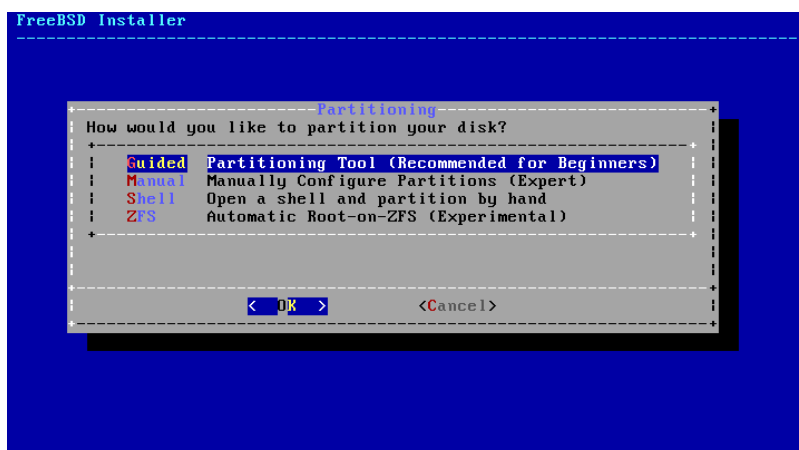 FreeBSD Installer
Partitioning
How would you like to partition your disk?
Guided Partitioning Tool (Recommended for Beginners)
Manual Manually Configure Partitions (Expert)
Shell Open a shell and partition by hand
ZFS Automatic Root-on-ZFS (Experimental)
< OK > <Cancel>